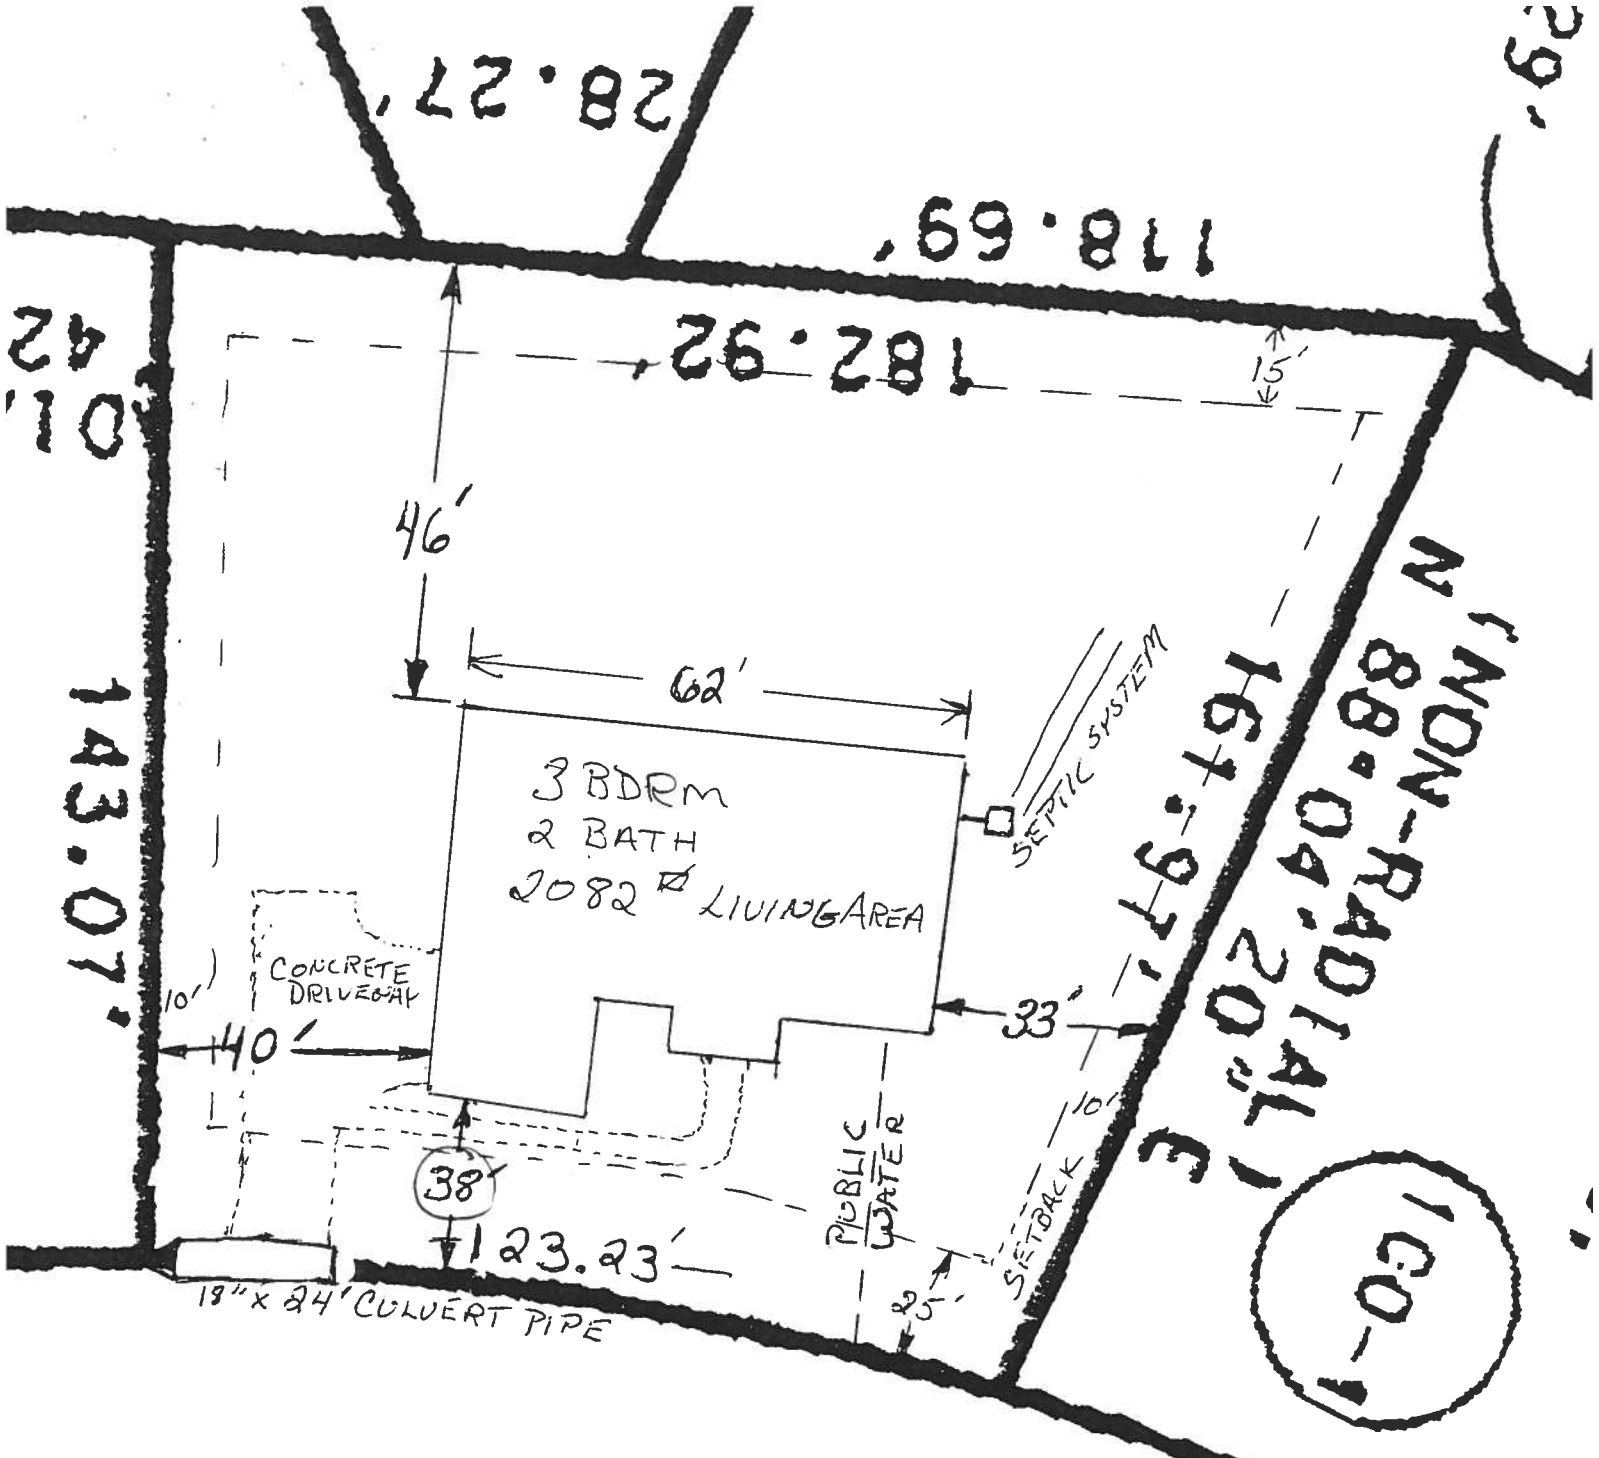 28.27'
29.'
118.69'
182.92'
15'
42
143.07'
46'
62'
SEPTIC SYSTEM
161.97'
(NON-RADIAL)
N 88°04'20" E
3 BDRM
2 BATH
2082 LIVING AREA
CONCRETE
DRIVEWAY
10'
40'
33'
10'
SETBACK
38'
PUBLIC
WATER
123.23'
25'
18" X 24' CULVERT PIPE